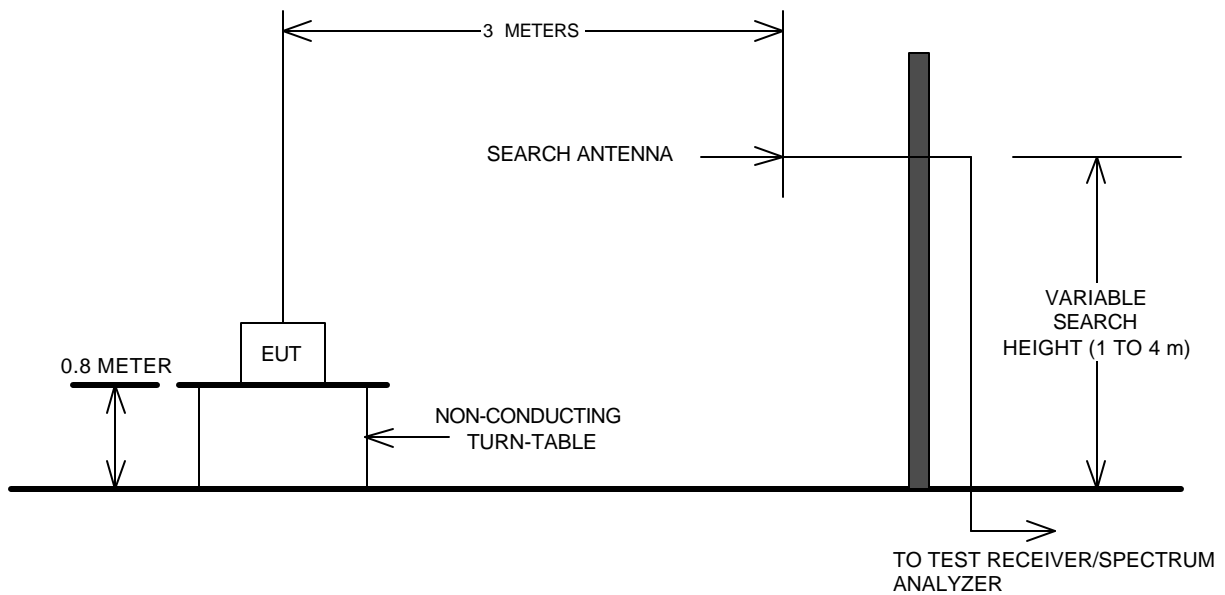 3 METERS
SEARCH ANTENNA
EUT
0.8 METER
NON-CONDUCTING
TURN-TABLE
VARIABLE
SEARCH
HEIGHT (1 TO 4 m)
TO TEST RECEIVER/SPECTRUM
ANALYZER